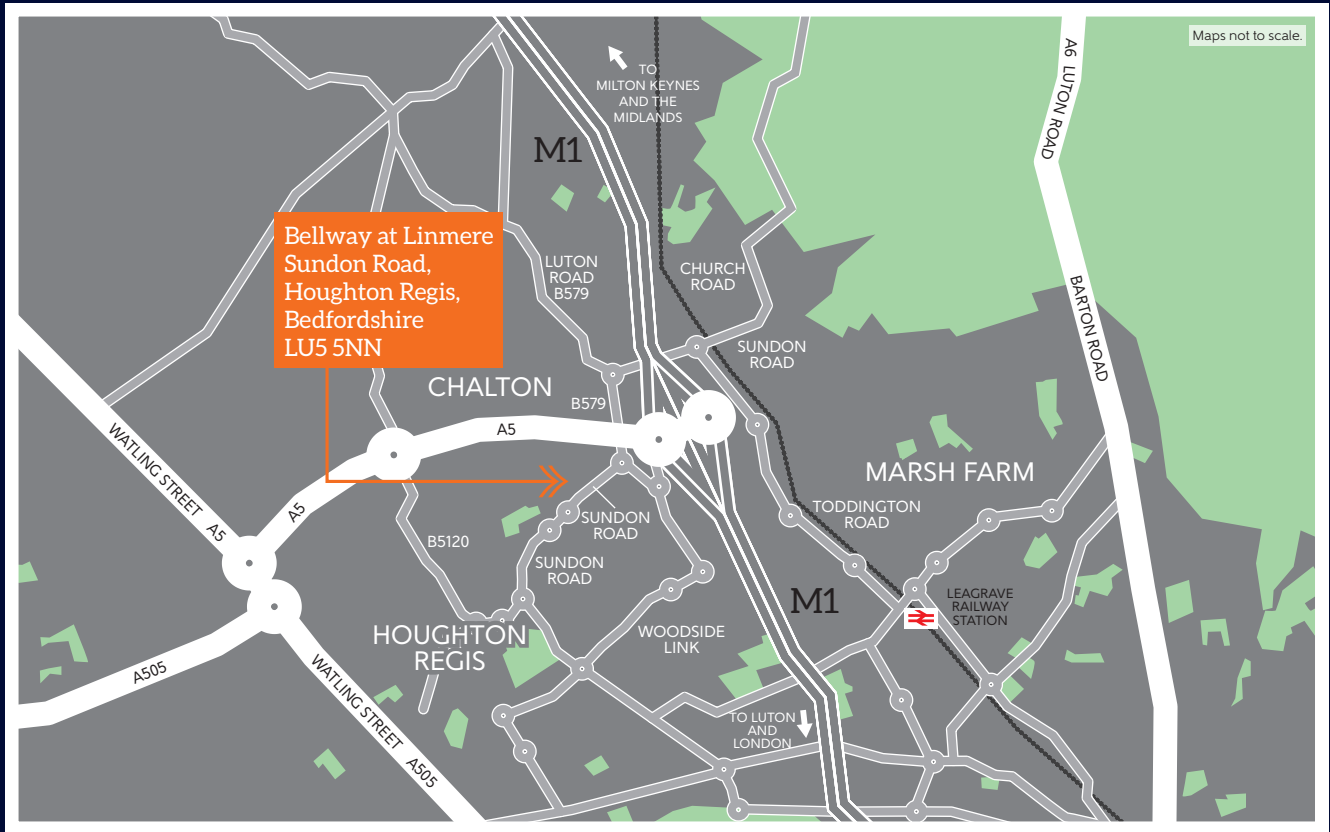 Maps not to scale.
TO
MILTON KEYNES
AND THE
MIDLANDS
A6 LUTON ROAD
M1
Bellway at Linmere
Sundon Road,
Houghton Regis,
Bedfordshire
LU5 5NN
LUTON
ROAD
B579
CHURCH
ROAD
BARTON ROAD
SUNDON
ROAD
CHALTON
B579
A5
WATLING STREET A5
A5
MARSH FARM
SUNDON
ROAD
TODDINGTON
ROAD
B5120
SUNDON
ROAD
M1
LEAGRAVE
RAILWAY
STATION
HOUGHTON
REGIS
WOODSIDE
LINK
A505
WATLING STREET A505
TO LUTON
AND
LONDON